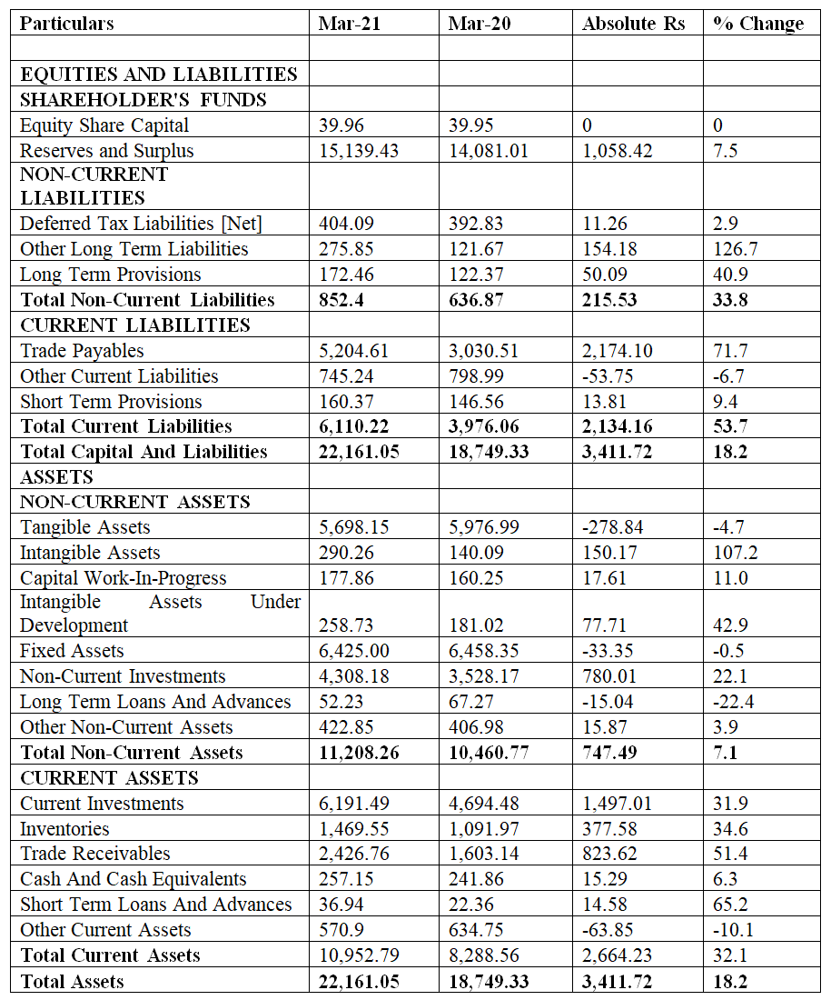 Particulars Mar-21 Mar-20 Absolute Rs % Change
EQUITIES AND LIABILITIES
SHAREHOLDER'S FUNDS
Equity Share Capital 39.96 39.95 0 0
Reserves and Surplus 15,139.43 14,081.01 1,058.42 7.5
NON-CURRENT
LIABILITIES
Deferred Tax Liabilities [Net] 404.09 392.83 11.26 2.9
Other Long Term Liabilities 275.85 121.67 154.18 126.7
Long Term Provisions 172.46 122.37 50.09 40.9
Total Non-Current Liabilities 852.4 636.87 215.53 33.8
CURRENT LIABILITIES
Trade Payables 5,204.61 3,030.51 2,174.10 71.7
Other Current Liabilities 745.24 798.99 -53.75 -6.7
Short Term Provisions 160.37 146.56 13.81 9.4
Total Current Liabilities 6,110.22 3,976.06 2,134.16 53.7
Total Capital And Liabilities 22,161.05 18,749.33 3,411.72 18.2
ASSETS
NON-CURRENT ASSETS
Tangible Assets 5,698.15 5,976.99 -278.84 -4.7
Intangible Assets 290.26 140.09 150.17 107.2
Capital Work-In-Progress 177.86 160.25 17.61 11.0
Intangible Assets Under
Development 258.73 181.02 77.71 42.9
Fixed Assets 6,425.00 6,458.35 -33.35 -0.5
Non-Current Investments 4,308.18 3,528.17 780.01 22.1
Long Term Loans And Advances 52.23 67.27 -15.04 -22.4
Other Non-Current Assets 422.85 406.98 15.87 3.9
Total Non-Current Assets 11,208.26 10,460.77 747.49 7.1
CURRENT ASSETS
Current Investments 6,191.49 4,694.48 1,497.01 31.9
Inventories 1,469.55 1,091.97 377.58 34.6
Trade Receivables 2,426.76 1,603.14 823.62 51.4
Cash And Cash Equivalents 257.15 241.86 15.29 6.3
Short Term Loans And Advances 36.94 22.36 14.58 65.2
Other Current Assets 570.9 634.75 -63.85 -10.1
Total Current Assets 10,952.79 8,288.56 2,664.23 32.1
Total Assets 22,161.05 18,749.33 3,411.72 18.2